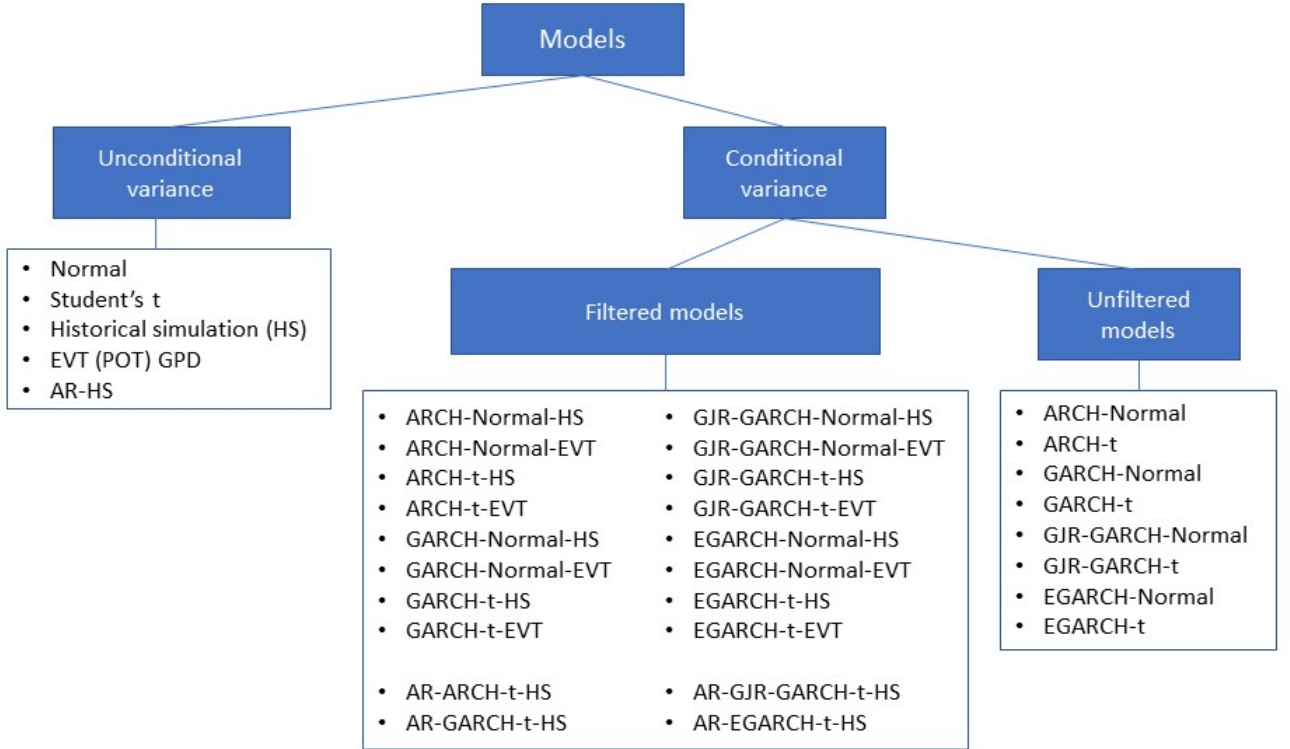 Models
Unconditional
variance
Conditional
variance
• Normal
• Student’s t
• Historical simulation (HS)
• EVT (POT) GPD
• AR-HS
Filtered models
Unfiltered
models
• ARCH-Normal-HS
• ARCH-Normal-EVT
• ARCH-t-HS
• ARCH-t-EVT
• GARCH-Normal-HS
• GARCH-Normal-EVT
• GARCH-t-HS
• GARCH-t-EVT
• AR-ARCH-t-HS
• AR-GARCH-t-HS
• GJR-GARCH-Normal-HS
• GJR-GARCH-Normal-EVT
• GJR-GARCH-t-HS
• GJR-GARCH-t-EVT
• EGARCH-Normal-HS
• EGARCH-Normal-EVT
• EGARCH-t-HS
• EGARCH-t-EVT
• AR-GJR-GARCH-t-HS
• AR-EGARCH-t-HS
• ARCH-Normal
• ARCH-t
• GARCH-Normal
• GARCH-t
• GJR-GARCH-Normal
• GJR-GARCH-t
• EGARCH-Normal
• EGARCH-t